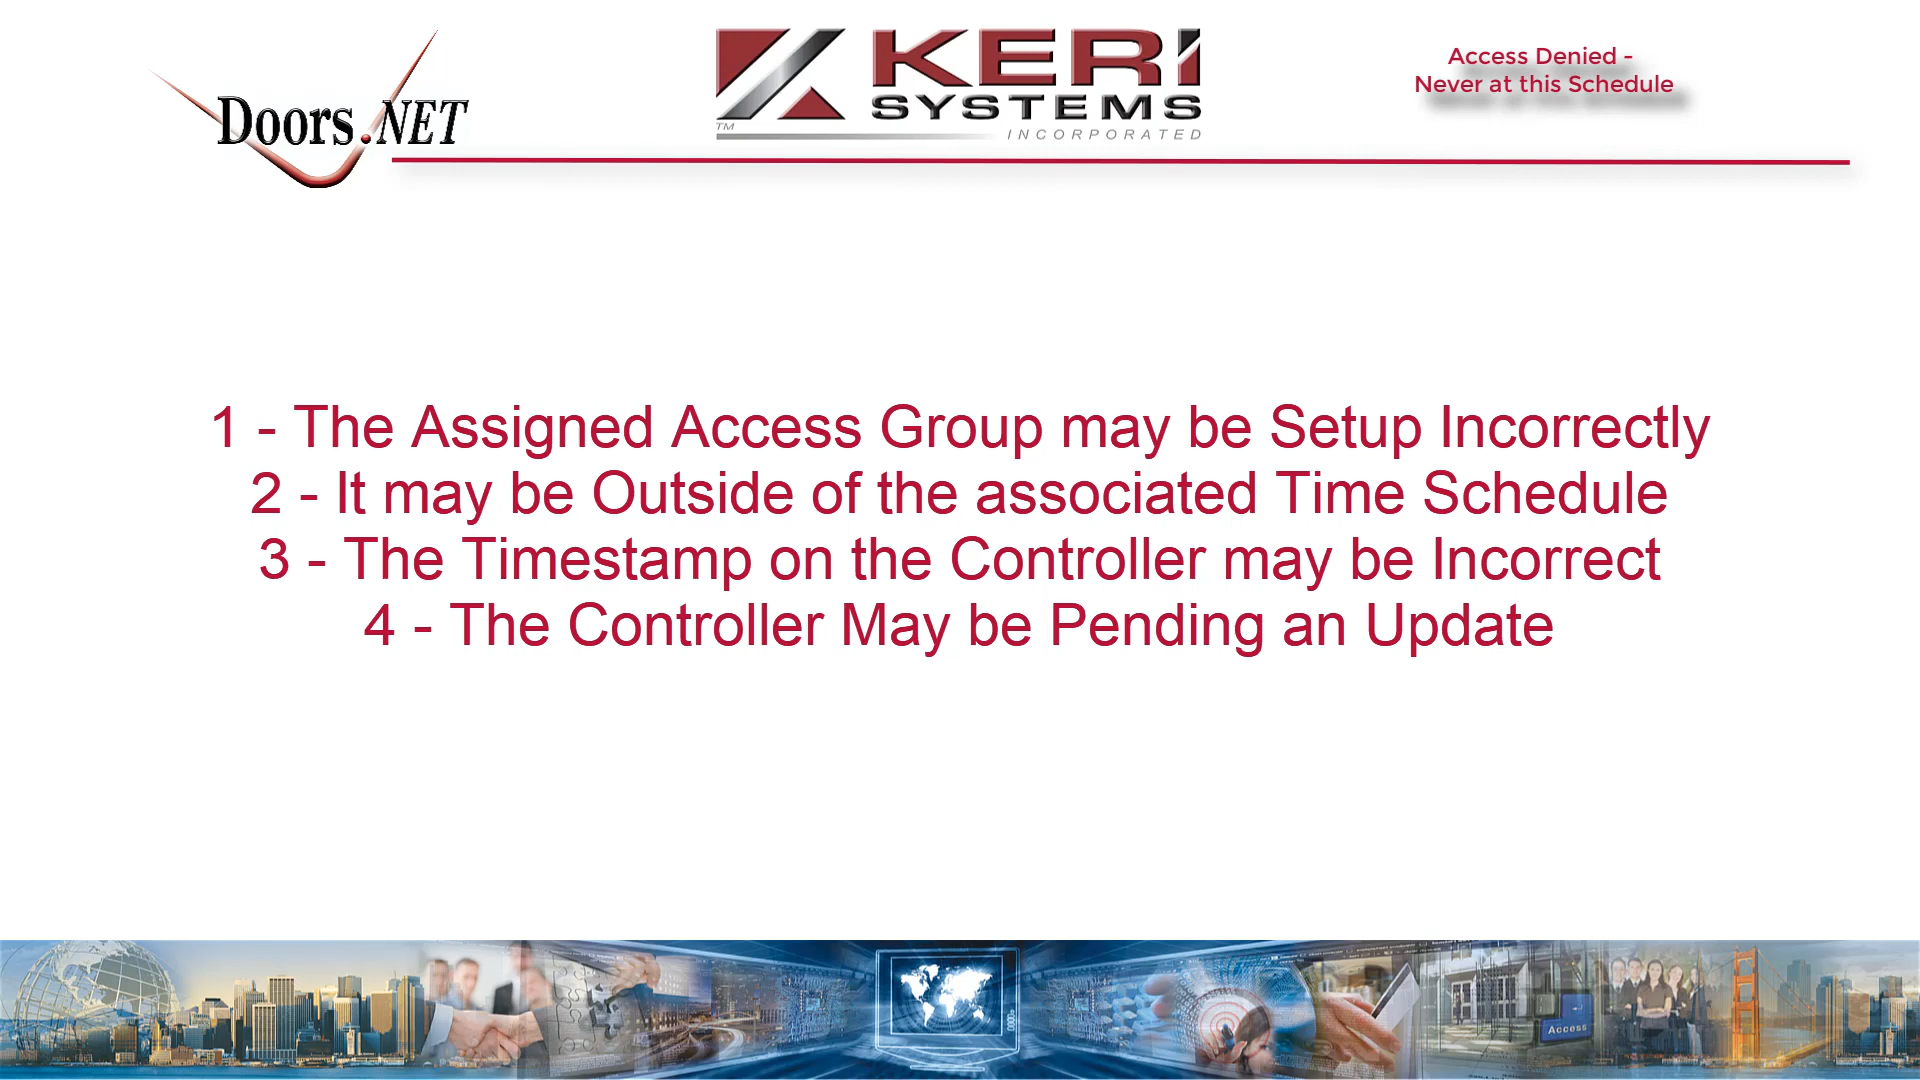 Doors.NET
KERI
SYSTEMS
TM
INCORPORATED
Access Denied -
Never at this Schedule
1 - The Assigned Access Group may be Setup Incorrectly
2 - It may be Outside of the associated Time Schedule
3 - The Timestamp on the Controller may be Incorrect
4 - The Controller May be Pending an Update
Access